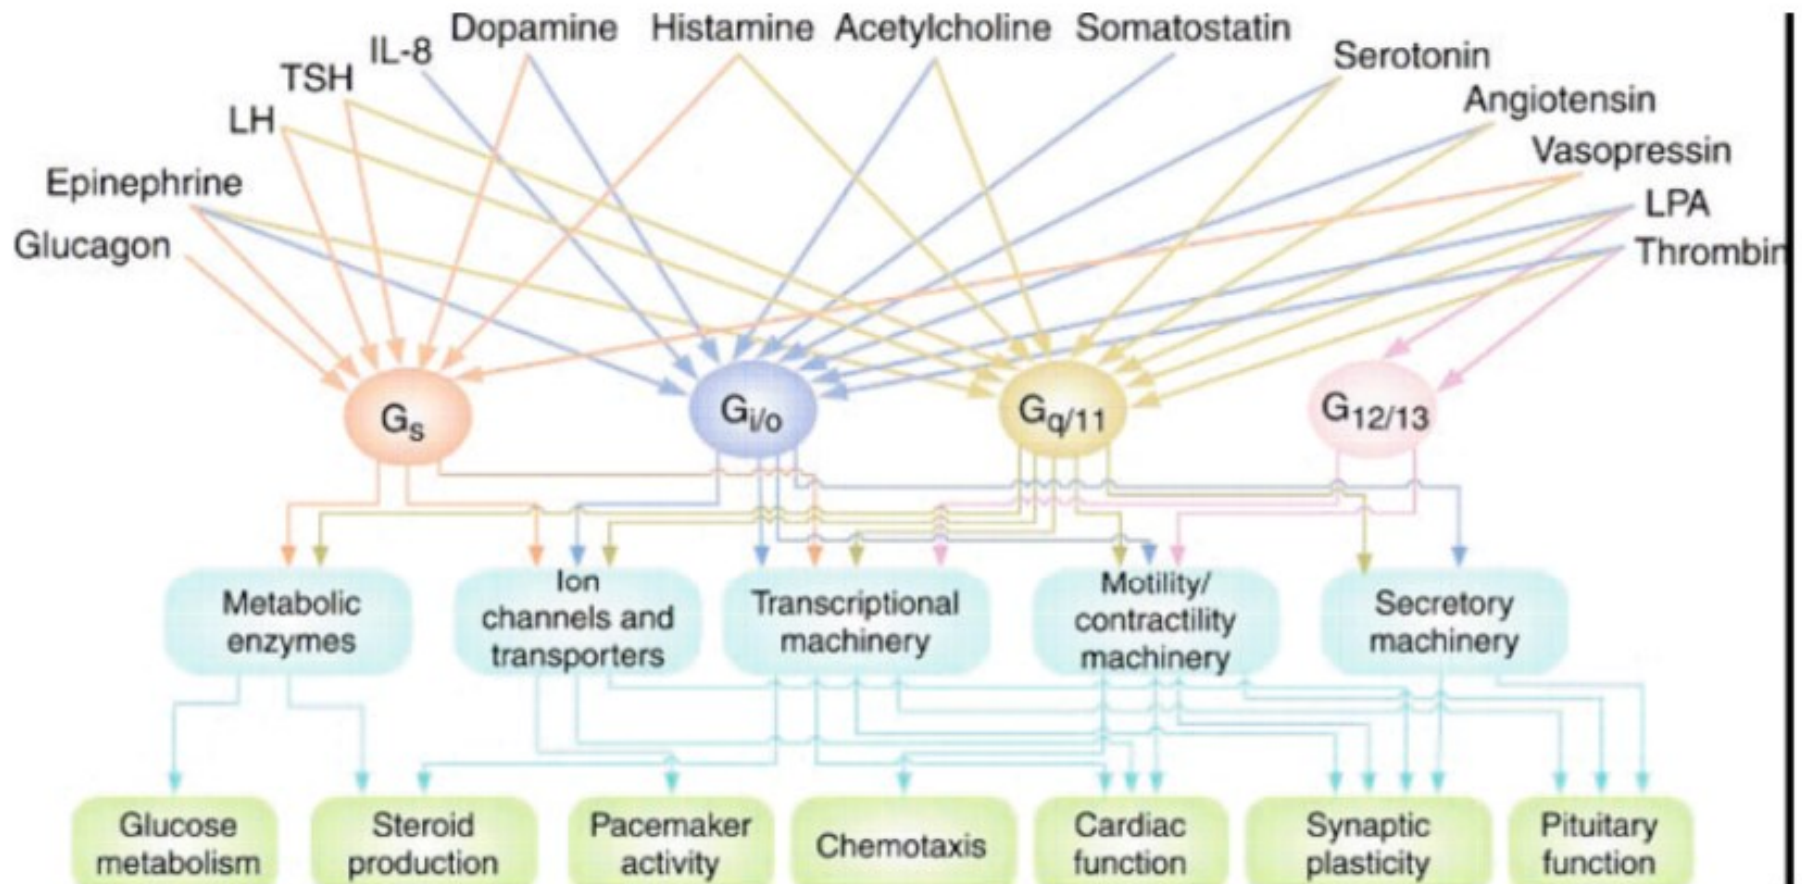 Dopamine
Histamine
Acetylcholine
Somatostatin
IL-8
Serotonin
TSH
Angiotensin
LH
Vasopressin
Epinephrine
LPA
Glucagon
Thrombin
Gs
Gi/o
Gq/11
G12/13
Metabolic
enzymes
Ion
channels and
transporters
Transcriptional
machinery
Motility/
contractility
machinery
Secretory
machinery
Glucose
metabolism
Steroid
production
Pacemaker
activity
Chemotaxis
Cardiac
function
Synaptic
plasticity
Pituitary
function